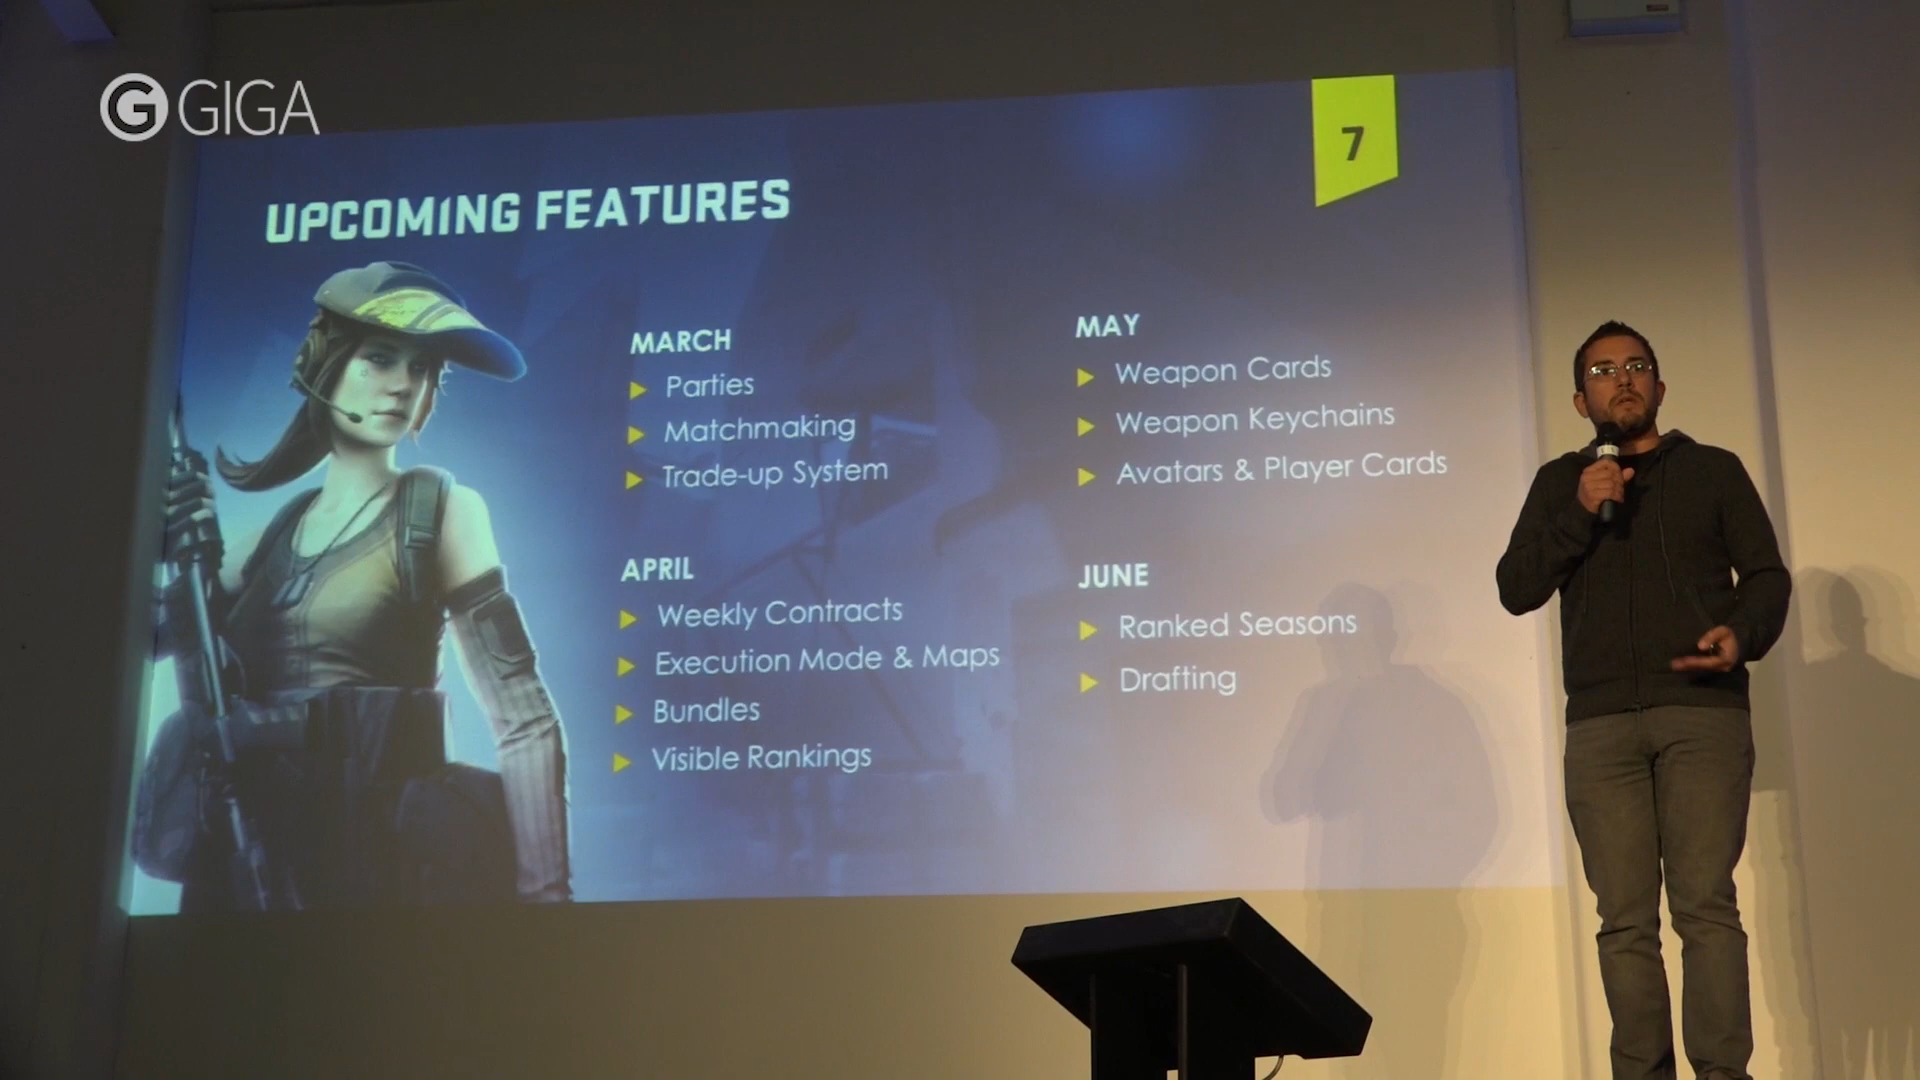 GIGA
7
UPCOMING FEATURES
MARCH
Parties
Matchmaking
Trade-up System
APRIL
Weekly Contracts
Execution Mode & Maps
Bundles
Visible Rankings
MAY
Weapon Cards
Weapon Keychains
Avatars & Player Cards
JUNE
Ranked Seasons
Drafting